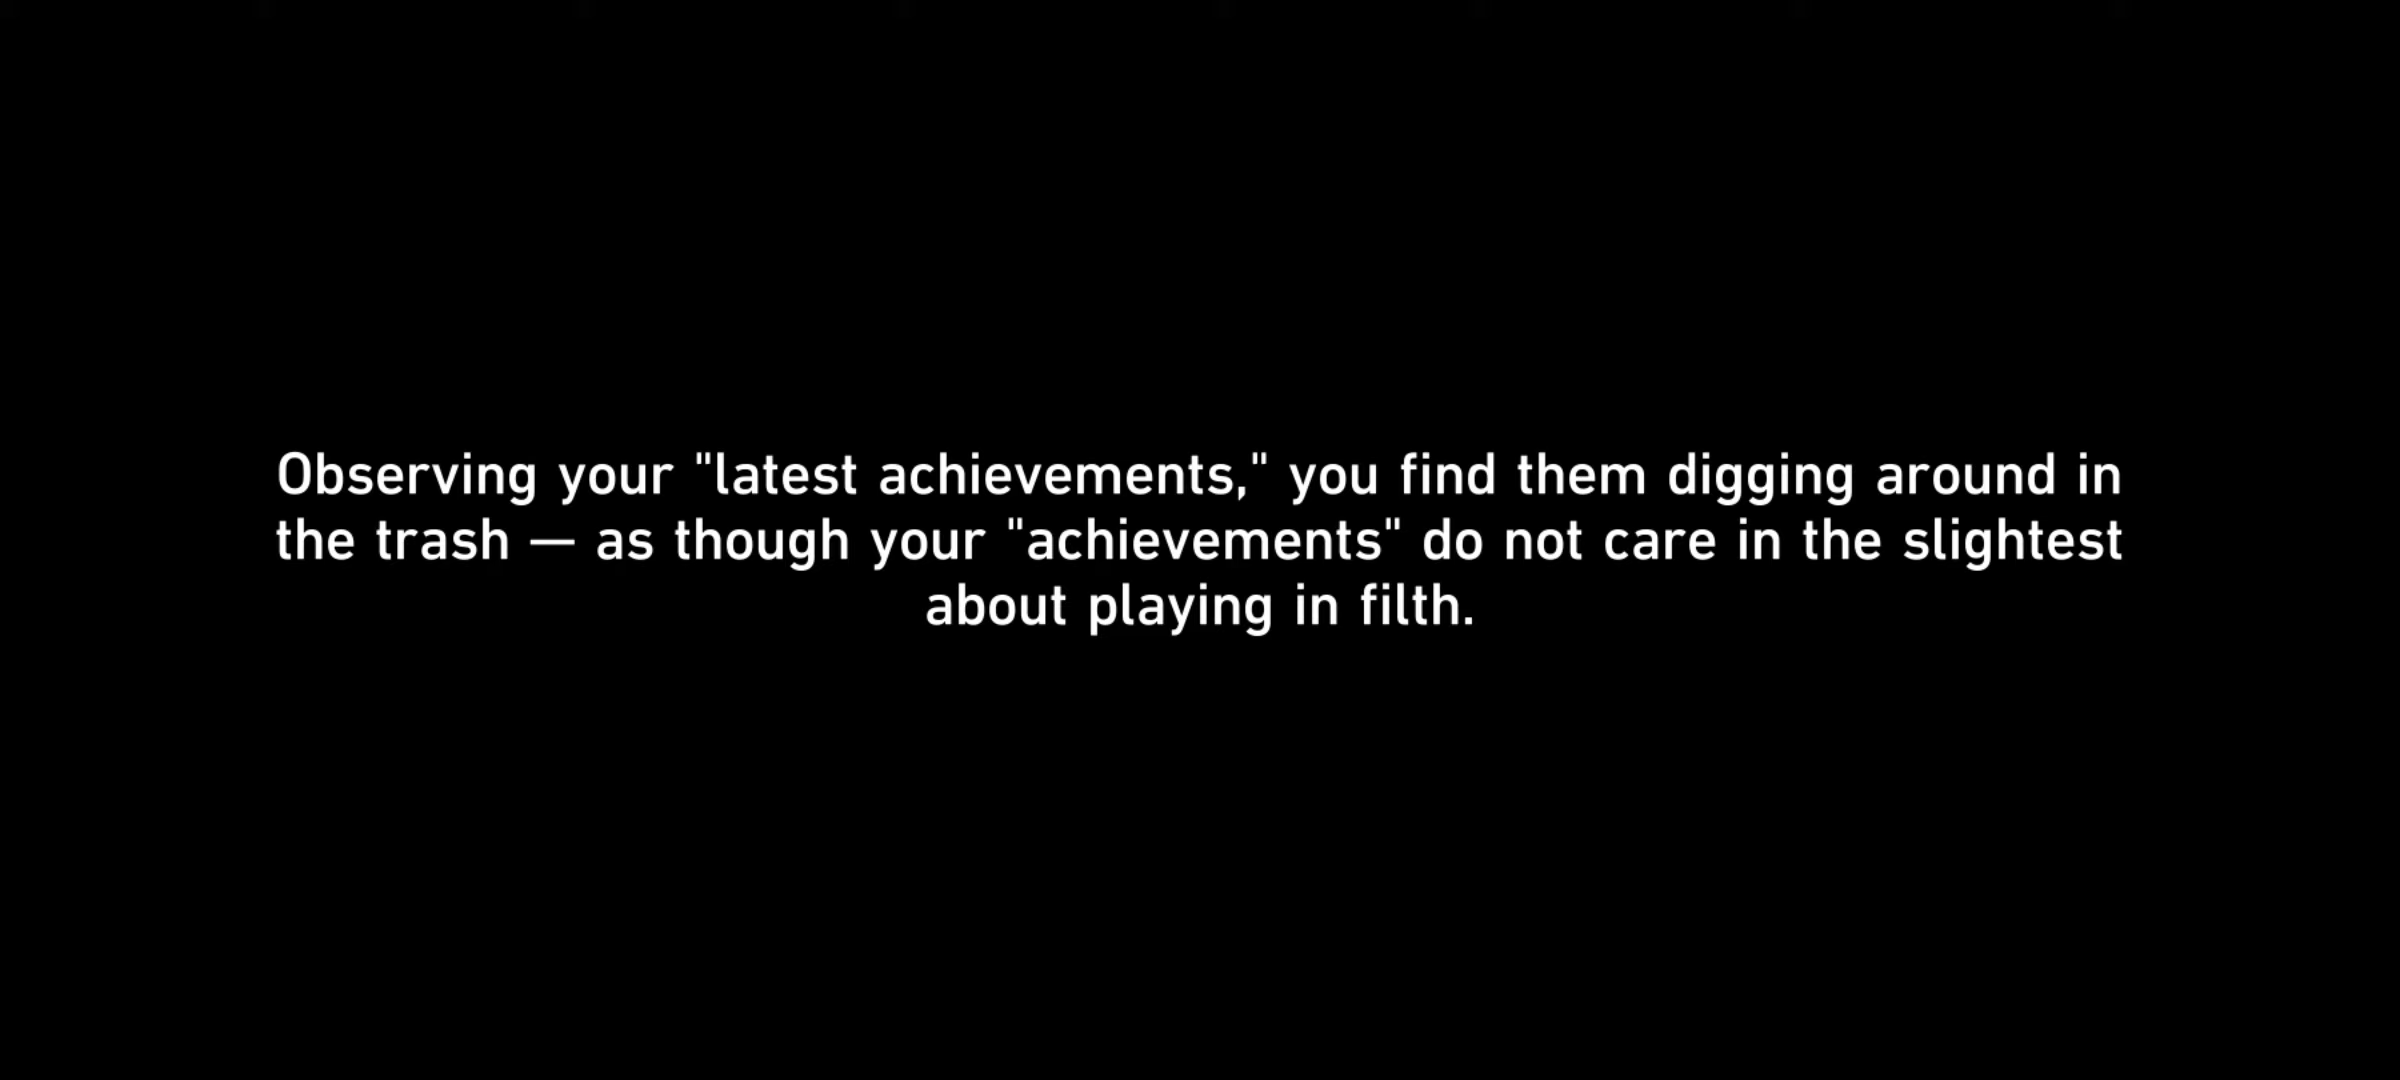 Observing your "latest achievements," you find them digging around in
the trash — as though your "achievements" do not care in the slightest
about playing in filth.